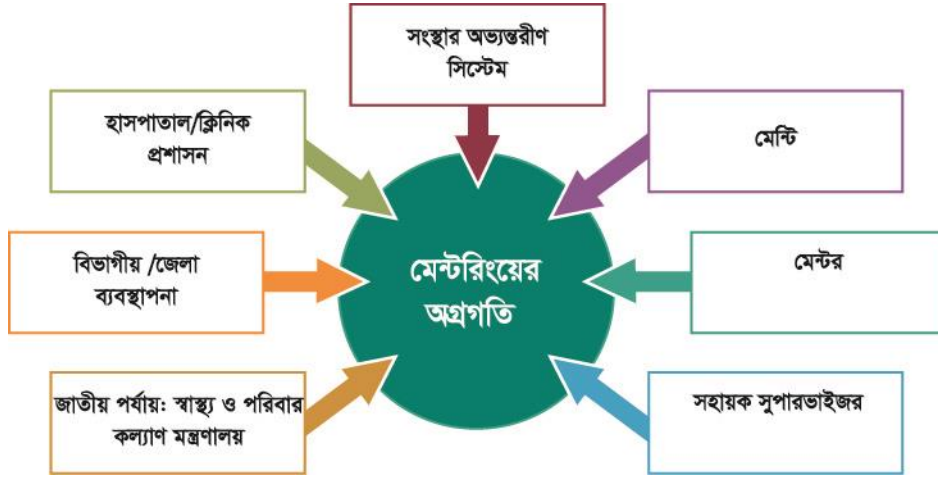 সংস্থার অভ্যন্তরীণ
সিস্টেম
হাসপাতাল/ক্লিনিক
প্রশাসন
মেন্টি
বিভাগীয় /জেলা
ব্যবস্থাপনা
মেন্টরিংয়ের
অগ্রগতি
মেন্টর
জাতীয় পর্যায়: স্বাস্থ্য ও পরিবার
কল্যাণ মন্ত্রণালয়
সহায়ক সুপারভাইজর